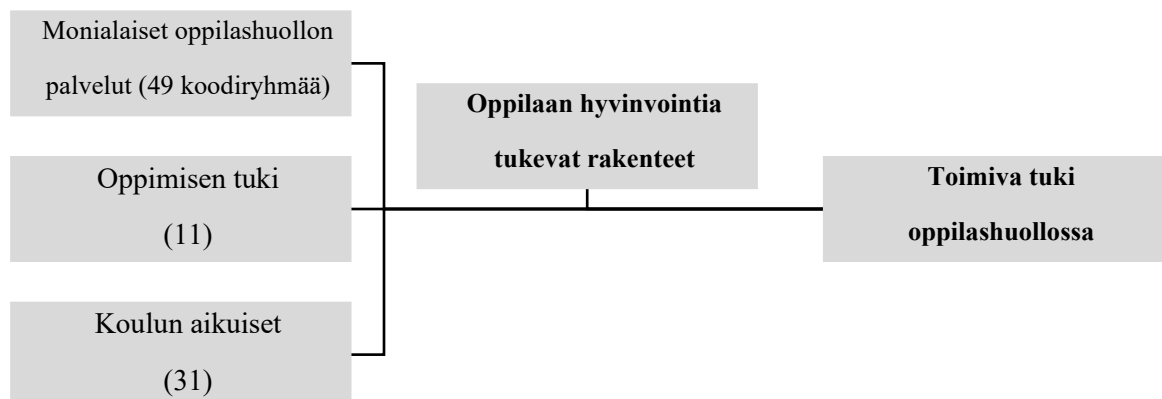 Monialaiset oppilashuollon
palvelut (49 koodiryhmää)
Oppimisen tuki
(11)
Koulun aikuiset
(31)
Oppilaan hyvinvointia
tukevat rakenteet
Toimiva tuki
oppilashuollossa